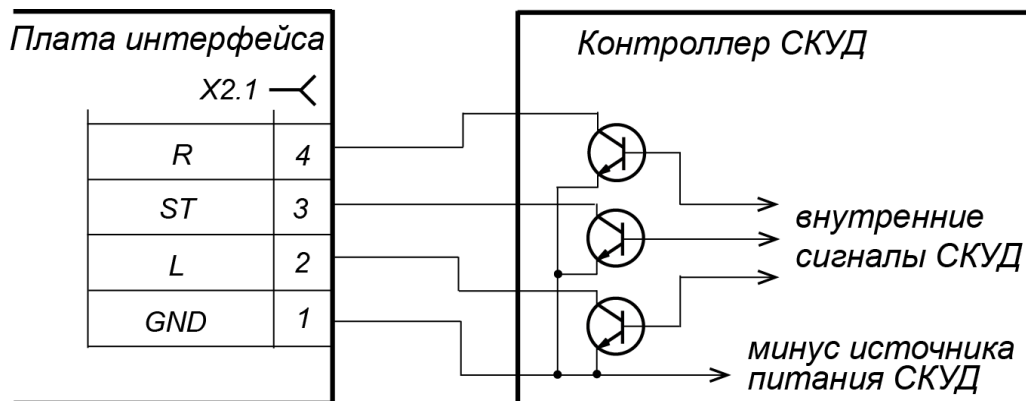 Плата интерфейса
Контроллер СКУД
X2.1
R 4
ST 3
L 2
GND 1
внутренние
сигналы СКУД
минус источника
питания СКУД